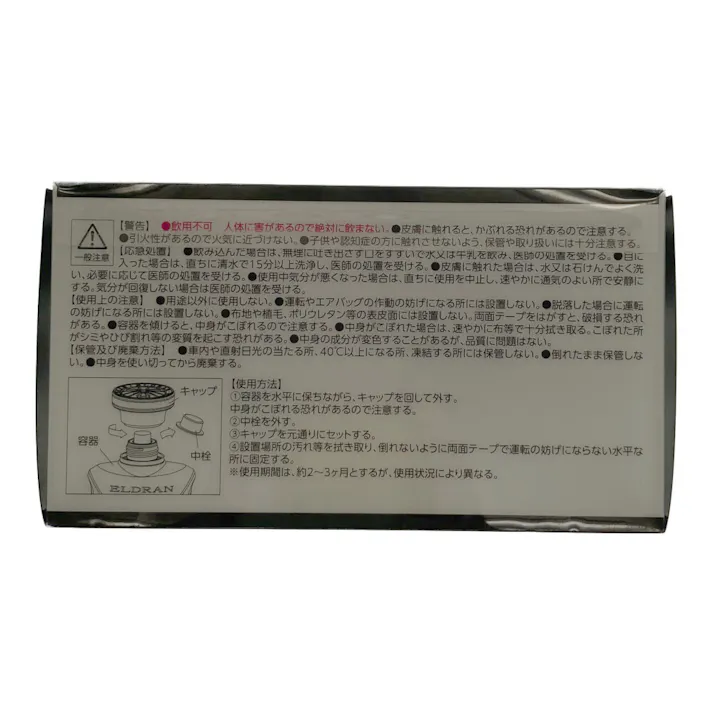 【警告】●飲用不可 人体に害があるので絶対に飲まない。●皮膚に触れると、かぶれる恐れがあるので注意する。
●引火性があるので火気に近づけない。●子供や認知症の方に触れさせないよう、保管や取り扱いには十分注意する。
一般注意
【応急処置】●飲み込んだ場合は、無理に吐き出さず口をすすいで水又は牛乳を飲み、医師の処置を受ける。●目に
入った場合は、直ちに清水で15分以上洗浄し、医師の処置を受ける。●皮膚に触れた場合は、水又は石けんでよく洗
い、必要に応じて医師の処置を受ける。●使用中気分が悪くなった場合は、直ちに使用を中止し、速やかに通気のよい所で安静に
する。気分が回復しない場合は医師の処置を受ける。
【使用上の注意】●用途以外に使用しない。●運転やエアバッグの作動の妨げになる所には設置しない。●脱落した場合に運転
の妨げになる所には設置しない。●布地や植毛、ポリウレタン等の表皮面には設置しない。両面テープをはがすと、破損する恐れ
がある。●容器を傾けると、中身がこぼれるので注意する。●中身がこぼれた場合は、速やかに布等で十分拭き取る。こぼれた所
がシミやひび割れ等の変質を起こす恐れがある。●中身の成分が変色することがあるが、品質に問題はない。
【保管及び廃棄方法】●車内や直射日光の当たる所、40℃以上になる所、凍結する所には保管しない。●倒れたまま保管しな
い。●中身を使い切ってから廃棄する。
キャップ
容器
中栓
ELDRAN
【使用方法】
①容器を水平に保ちながら、キャップを回して外す。
中身がこぼれる恐れがあるので注意する。
②中栓を外す。
③キャップを元通りにセットする。
④設置場所の汚れ等を拭き取り、倒れないように両面テープで運転の妨げにならない水平な
所に固定する。
※使用期間は、約2～3ヶ月とするが、使用状況により異なる。